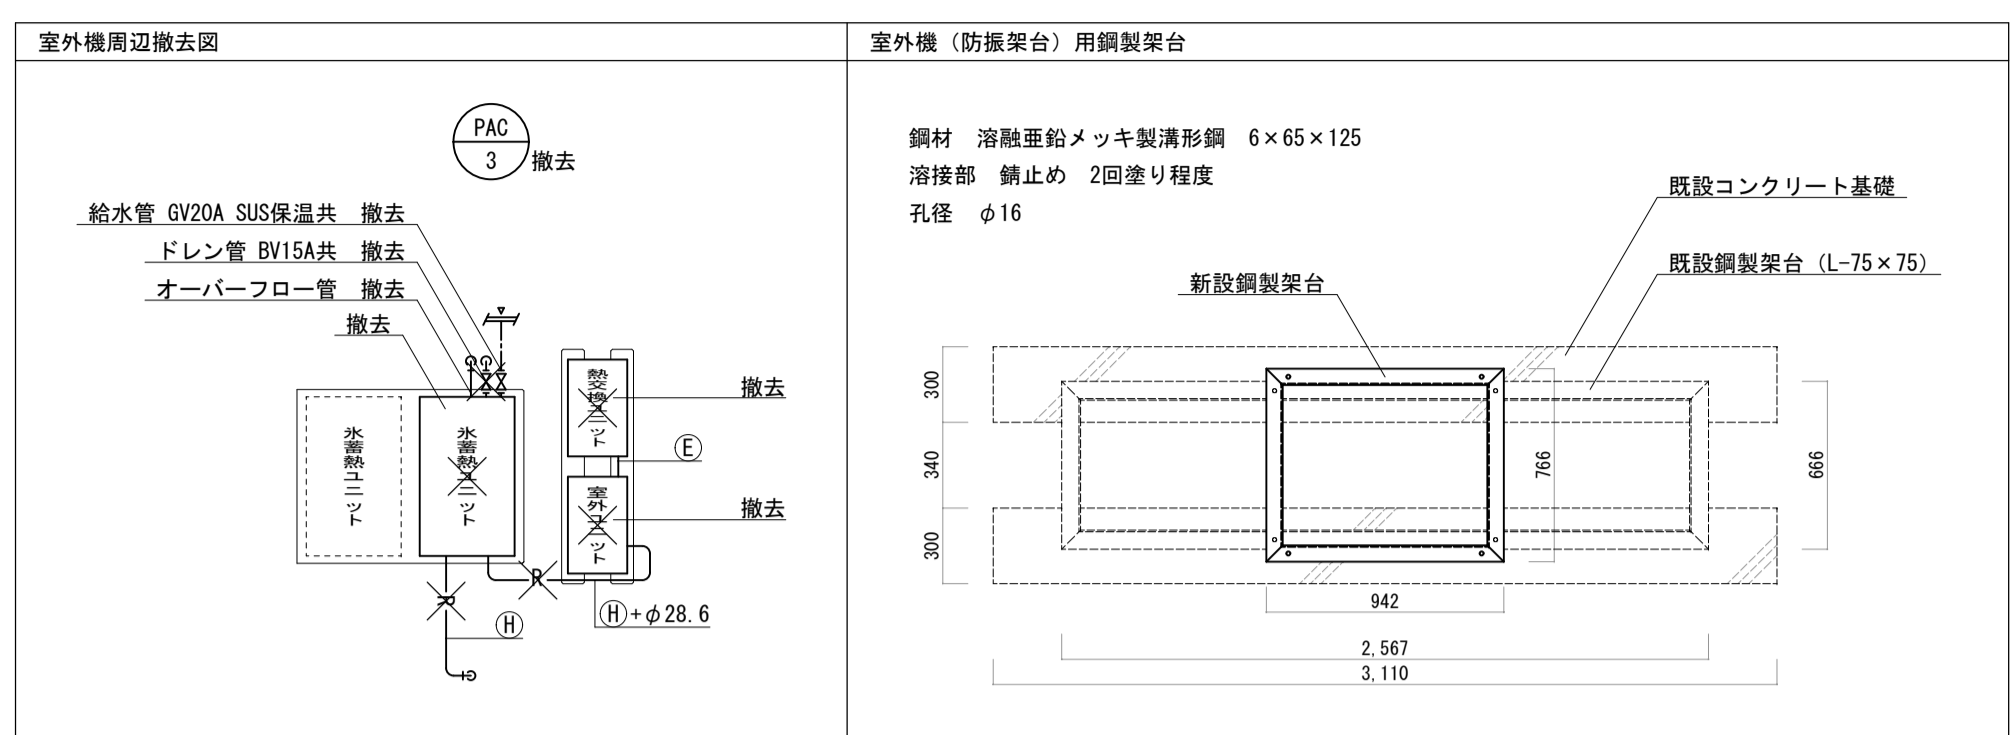 室外機周辺撤去図
PAC
3
撤去
給水管 GV20A SUS保温共 撤去
ドレン管 BV15A共 撤去
オーバーフロー管 撤去
撤去
氷蓄熱ユニット
氷蓄熱ユニット
熱交換ユニット
撤去
E
室外ユニット
撤去
R
R
H
H+φ28.6
室外機（防振架台）用鋼製架台
鋼材 溶融亜鉛メッキ製溝形鋼 6×65×125
溶接部 錆止め 2回塗り程度
孔径 φ16
既設コンクリート基礎
既設鋼製架台（L-75×75）
新設鋼製架台
300
340
300
766
666
942
2,567
3,110